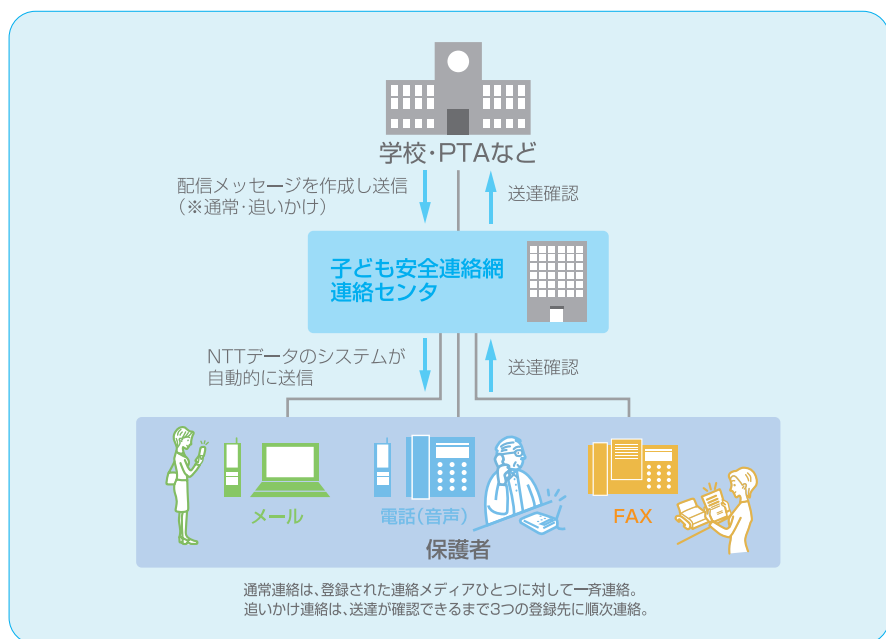 学校・PTAなど
配信メッセージを作成し送信
（※通常・追いかけ）
送達確認
子ども安全連絡網
連絡センタ
NTTデータのシステムが
自動的に送信
送達確認
メール
電話（音声）
FAX
保護者
通常連絡は、登録された連絡メディアひとつに対して一斉連絡。
追いかけ連絡は、送達が確認できるまで3つの登録先に順次連絡。